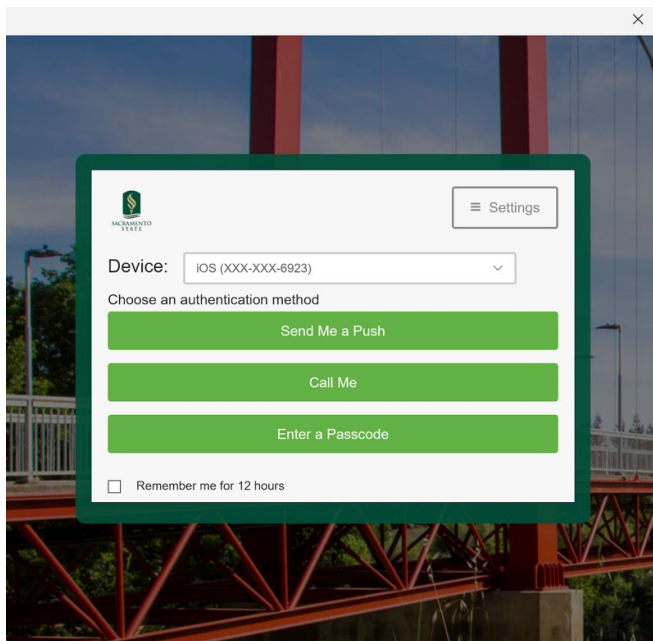 SACRAMENTO
STATE
≡ Settings
Device:
iOS (XXX-XXX-6923)
Choose an authentication method
Send Me a Push
Call Me
Enter a Passcode
Remember me for 12 hours